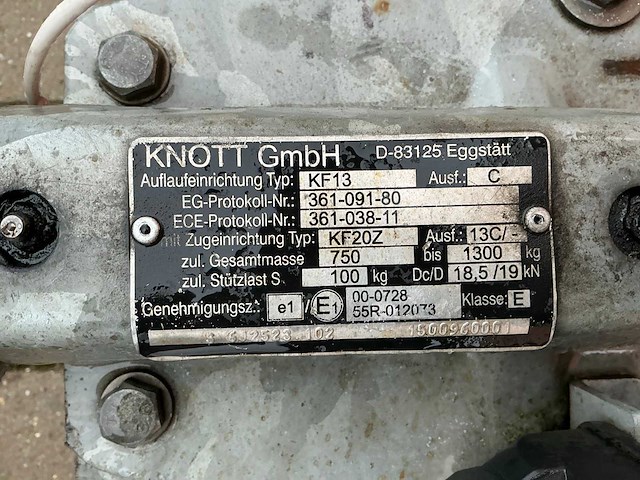 KNOTT GmbH D-83125 Eggstätt
Auflaufeinrichtung Typ: KF13 Ausf.: C
EG-Protokoll-Nr.: 361-091-80
ECE-Protokoll-Nr.: 361-038-11
mit Zugeinrichtung Typ: KF20Z Ausf.: 13C/ -
zul. Gesamtmasse 750 bis 1300 kg
zul. Stützlast S 100 kg Dc/D 18,5 /19 kN
Genehmigungsz.: e1 E1 00-0728 Klasse: E
55R-012073
102 1500960001